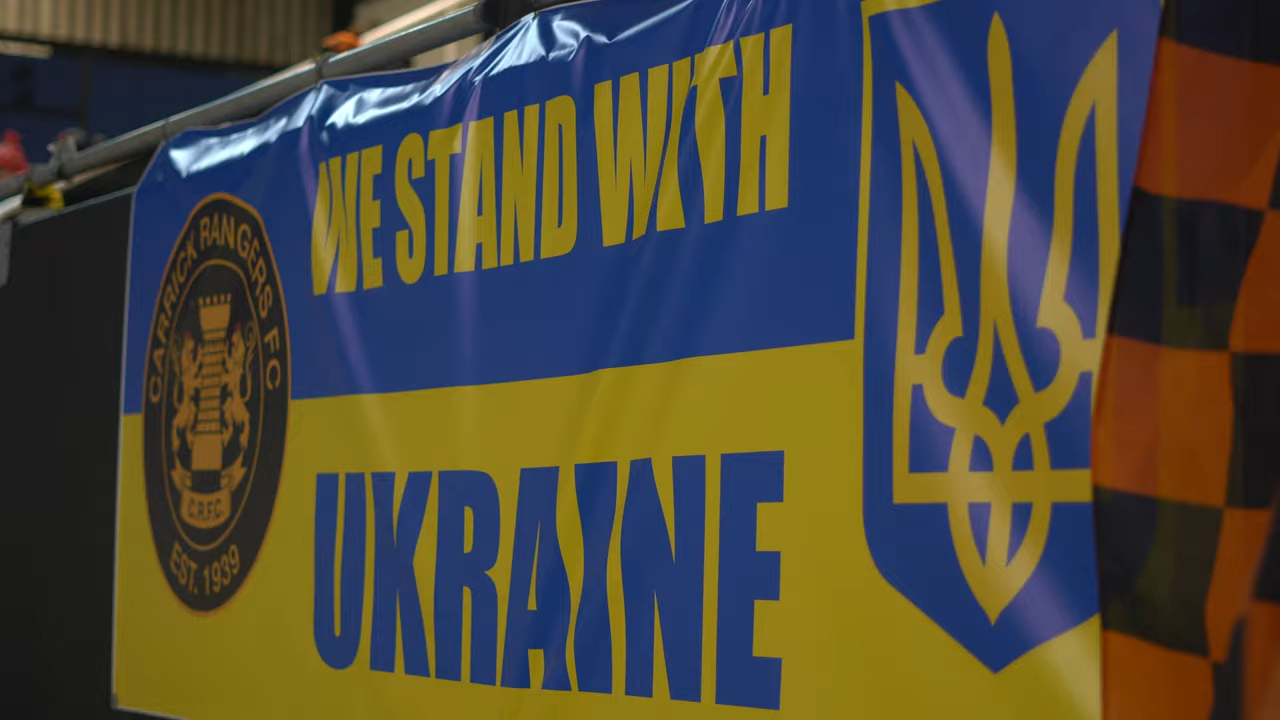 WE STAND WITH
UKRAINE
CARRICK RANGERS FC
C.R.F.C.
EST. 1939